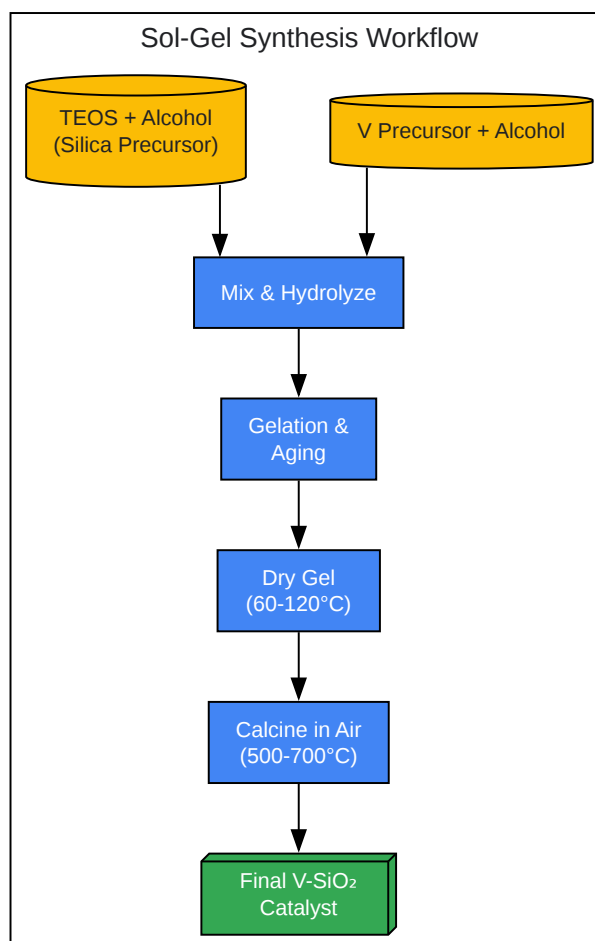 Sol-Gel Synthesis Workflow
TEOS + Alcohol
(Silica Precursor)
V Precursor + Alcohol
Mix & Hydrolyze
Gelation &
Aging
Dry Gel
(60-120°C)
Calcine in Air
(500-700°C)
Final V-SiO₂
Catalyst